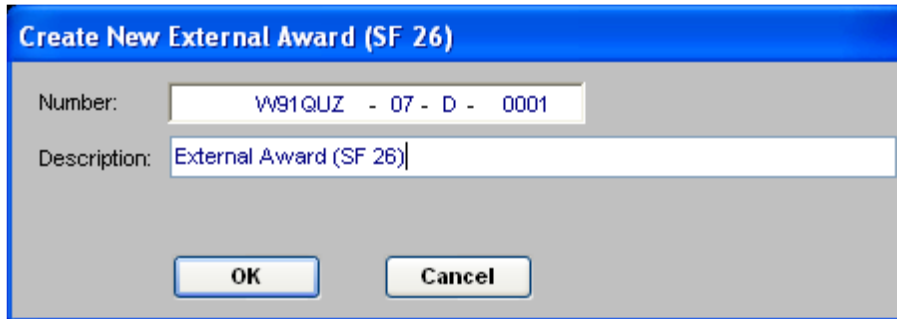 Create New External Award (SF 26)
Number: W91QUZ - 07 - D - 0001
Description: External Award (SF 26)
OK Cancel